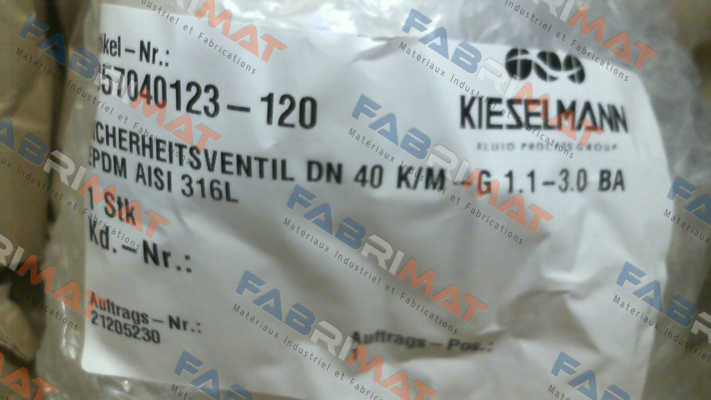 kel-Nr.:
57040123-120
KIESELMANN
FLUID PROCESS GROUP
CHERHEITSVENTIL DN 40 K/M -G 1.1-3.0 BA
EPDM AISI 316L
1 Stk
Kd.-Nr.:
Auftrags-Nr.:
21205230
Auftrags-Pos.:
FABRIMAT
Materiaux Industriel et Fabrications